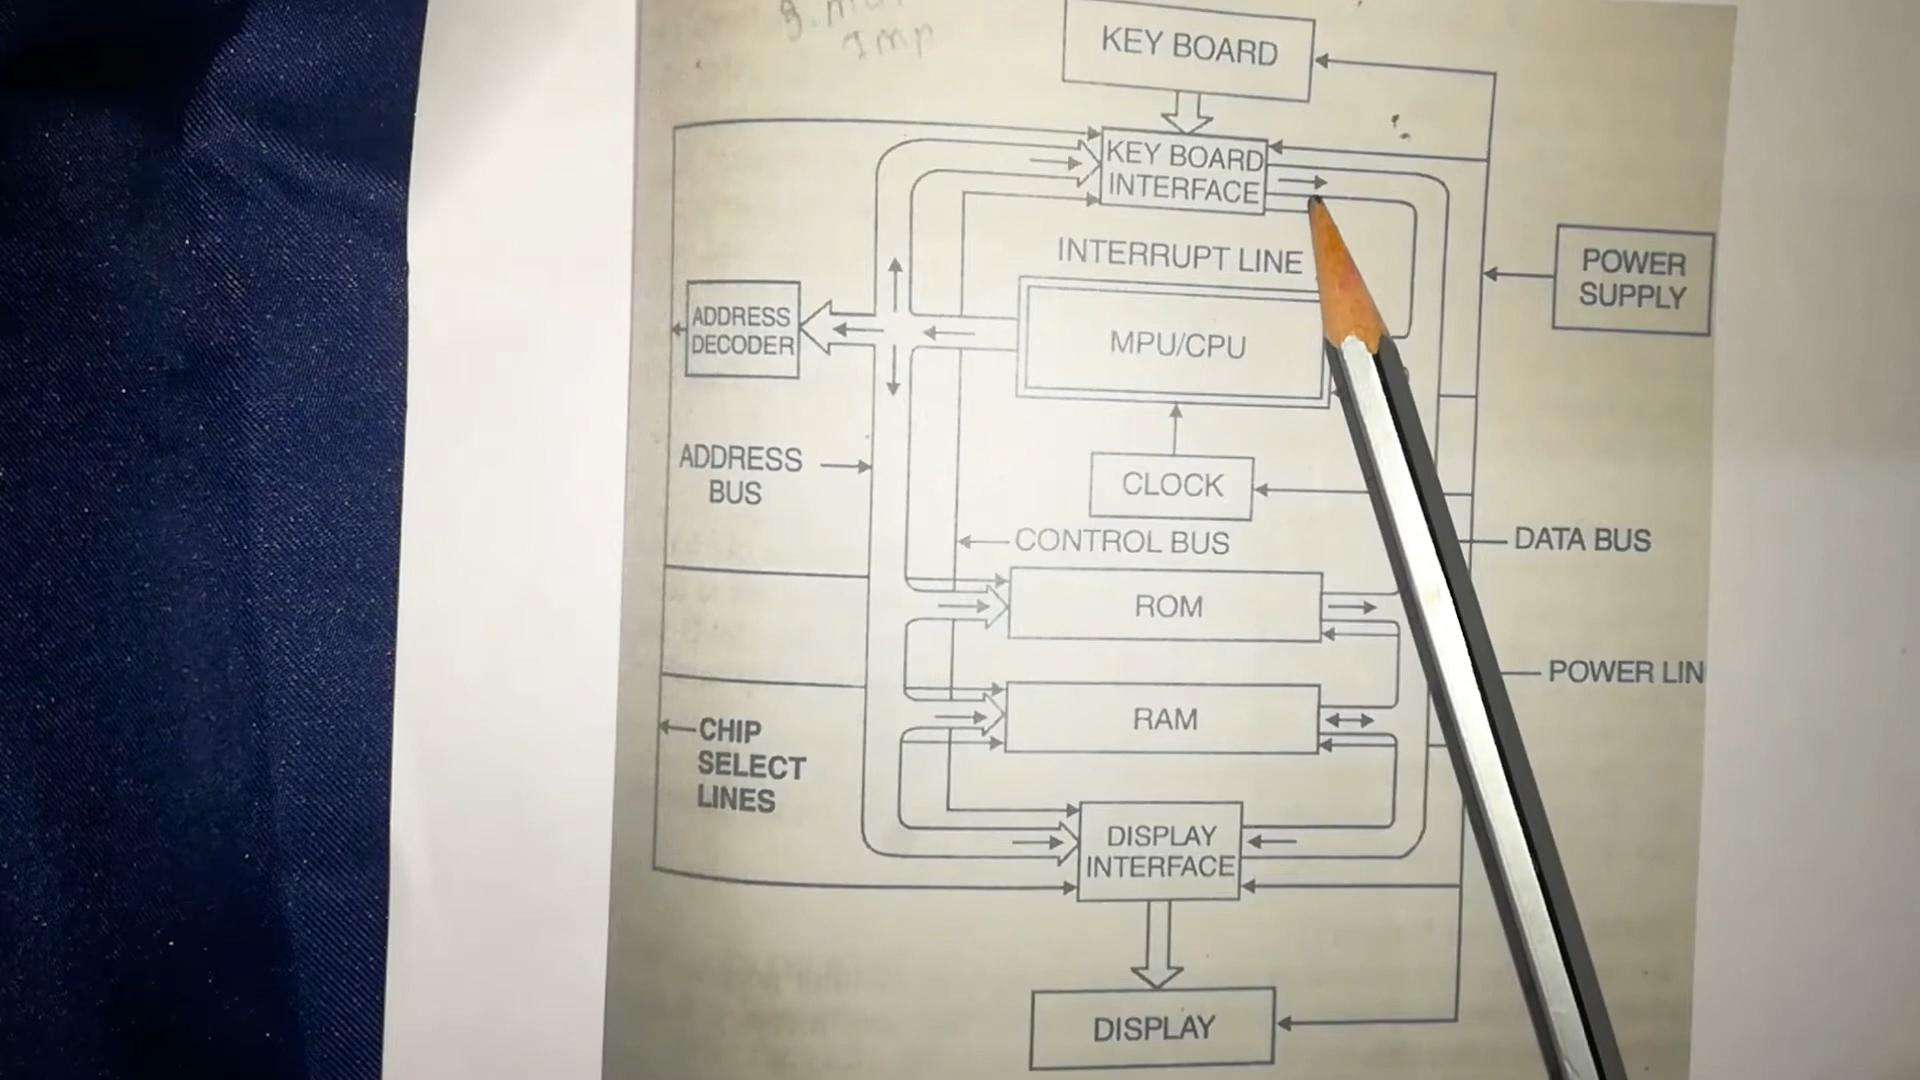 Imp
KEY BOARD
KEY BOARD
INTERFACE
INTERRUPT LINE
POWER
SUPPLY
ADDRESS
DECODER
MPU/CPU
ADDRESS
BUS
CLOCK
CONTROL BUS
DATA BUS
ROM
POWER LIN
RAM
CHIP
SELECT
LINES
DISPLAY
INTERFACE
DISPLAY